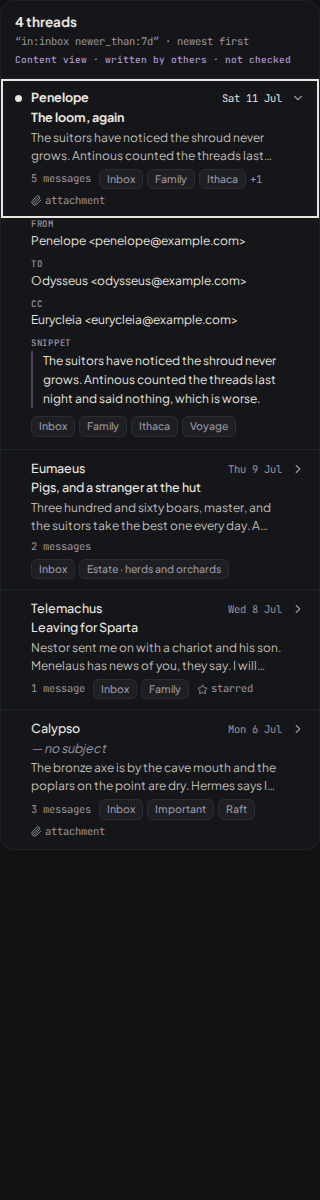 4 threads
“in:inbox newer_than:7d” · newest first
Content view · written by others · not checked
Penelope Sat 11 Jul
The loom, again
The suitors have noticed the shroud never
grows. Antinous counted the threads last…
5 messages Inbox Family Ithaca +1
attachment
FROM
Penelope <penelope@example.com>
TO
Odysseus <odysseus@example.com>
CC
Eurycleia <eurycleia@example.com>
SNIPPET
The suitors have noticed the shroud never
grows. Antinous counted the threads last
night and said nothing, which is worse.
Inbox Family Ithaca Voyage
Eumaeus Thu 9 Jul
Pigs, and a stranger at the hut
Three hundred and sixty boars, master, and
the suitors take the best one every day. A…
2 messages
Inbox Estate · herds and orchards
Telemachus Wed 8 Jul
Leaving for Sparta
Nestor sent me on with a chariot and his son.
Menelaus has news of you, they say. I will…
1 message Inbox Family starred
Calypso Mon 6 Jul
— no subject
The bronze axe is by the cave mouth and the
poplars on the point are dry. Hermes says I…
3 messages Inbox Important Raft
attachment